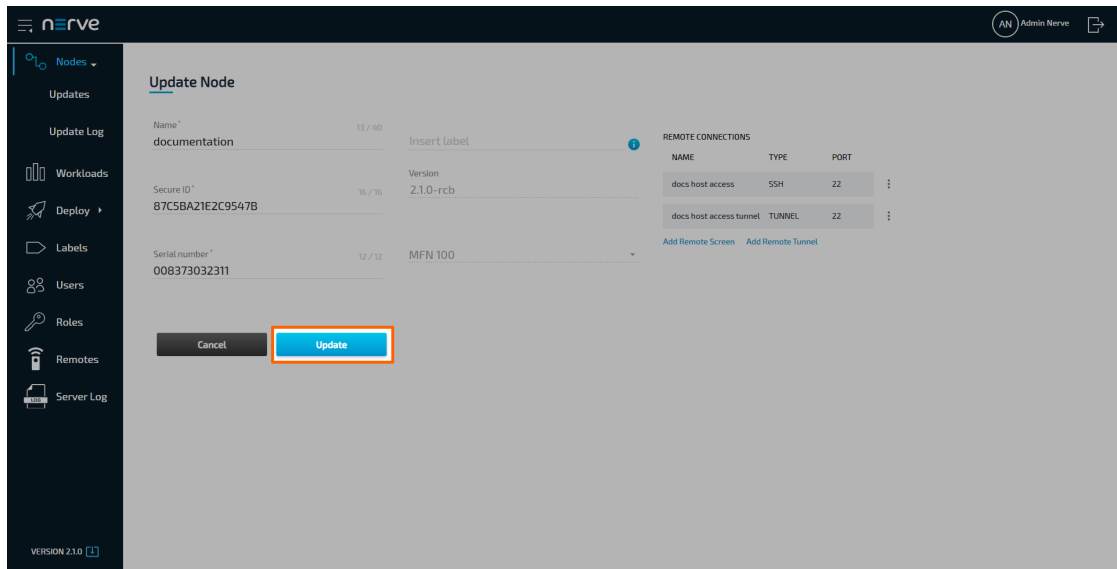 nerve
AN Admin Nerve
Nodes
Updates
Update Log
Workloads
Deploy
Labels
Users
Roles
Remotes
LOG Server Log
VERSION 2.1.0
Update Node
Name* 13 / 40
documentation
Secure ID* 16 / 16
87C5BA21E2C9547B
Serial number* 12 / 12
008373032311
Insert label i
Version
2.1.0-rcb
MFN 100
Cancel Update
REMOTE CONNECTIONS
NAME TYPE PORT
docs host access SSH 22
docs host access tunnel TUNNEL 22
Add Remote Screen Add Remote Tunnel